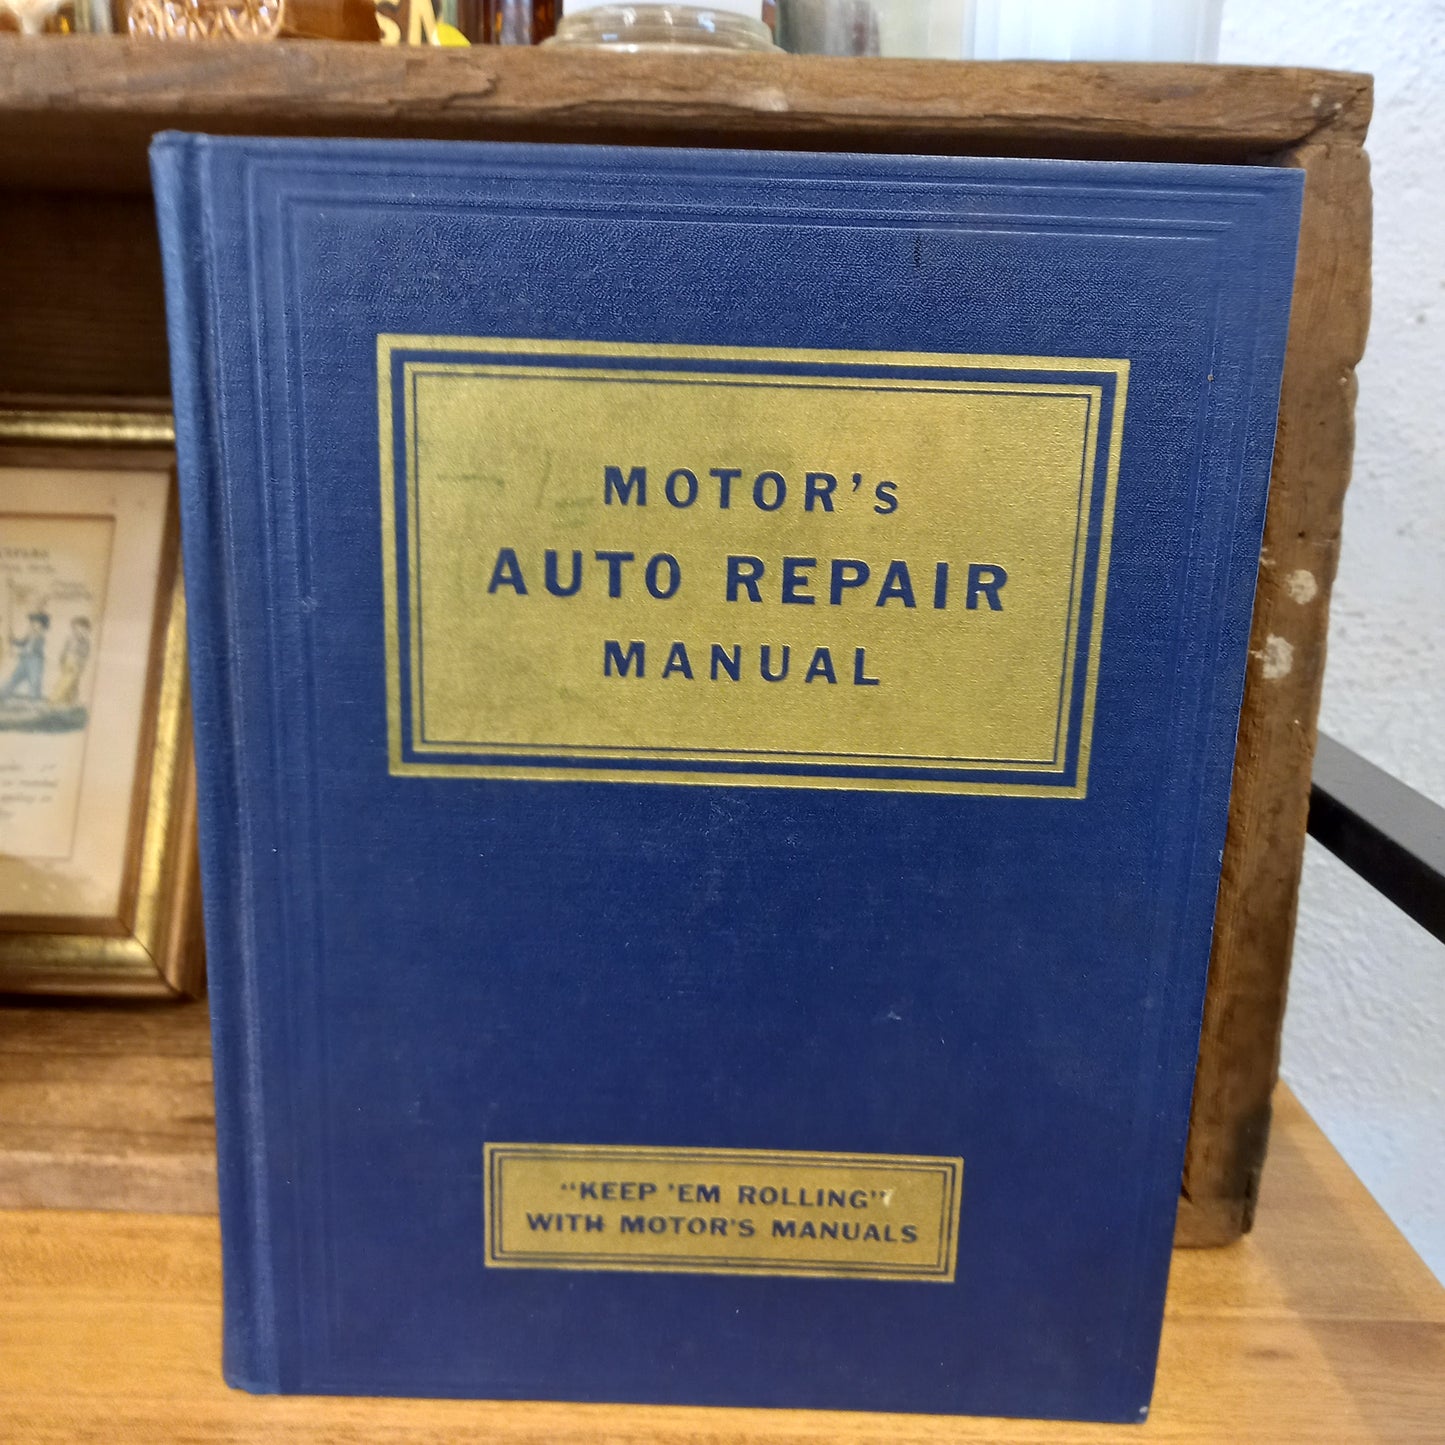 MOTOR'S
AUTO REPAIR
MANUAL
"KEEP 'EM ROLLING"
WITH MOTOR'S MANUALS